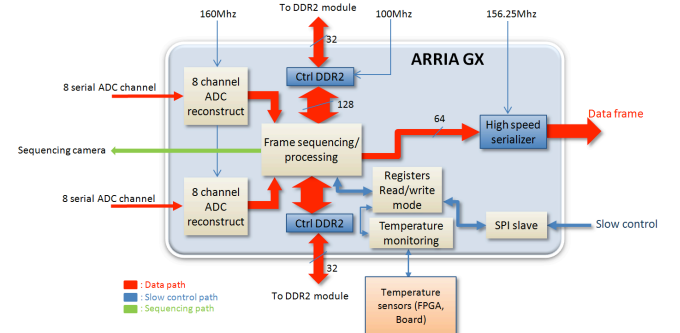 160Mhz
To DDR2 module
100Mhz
156.25Mhz
32
ARRIA GX
8 serial ADC channel
8 channel
ADC
reconstruct
Ctrl DDR2
128
64
High speed
serializer
Data frame
Sequencing camera
Frame sequencing/
processing
Registers
Read/write
mode
8 serial ADC channel
8 channel
ADC
reconstruct
Ctrl DDR2
Temperature
monitoring
SPI slave
Slow control
32
To DDR2 module
: Data path
: Slow control path
: Sequencing path
Temperature
sensors (FPGA,
Board)